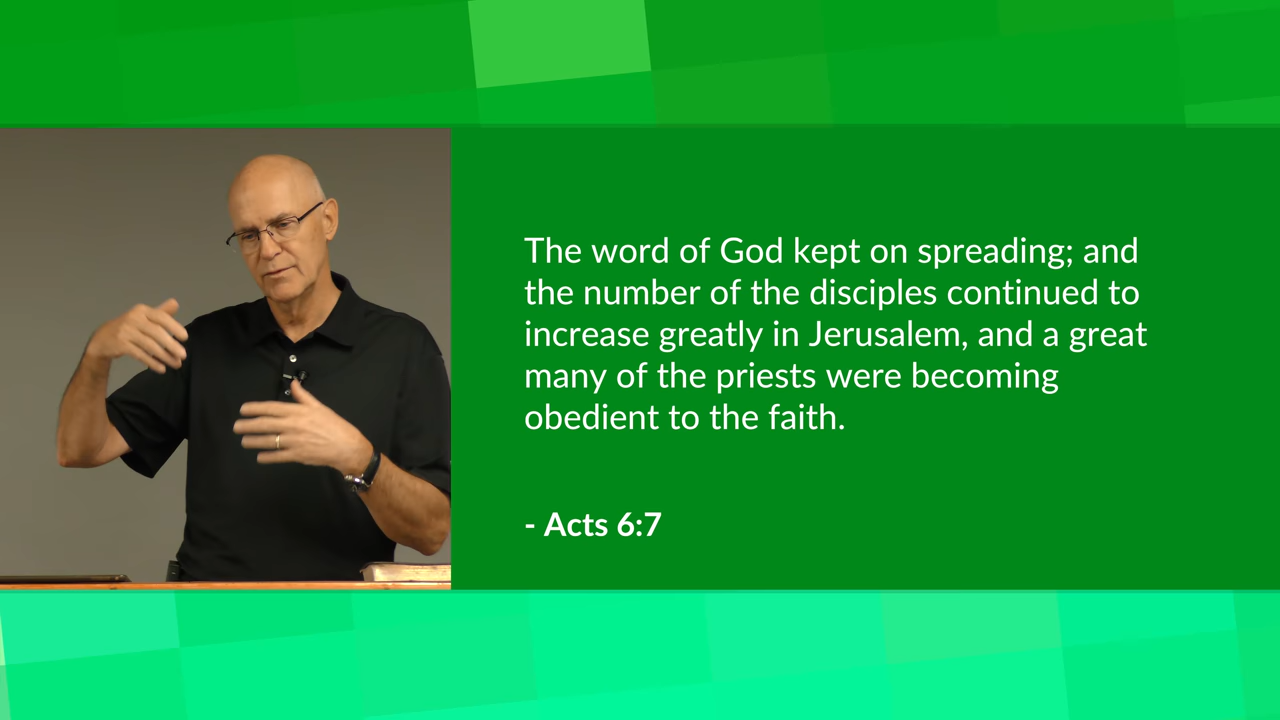 The word of God kept on spreading; and
the number of the disciples continued to
increase greatly in Jerusalem, and a great
many of the priests were becoming
obedient to the faith.
- Acts 6:7